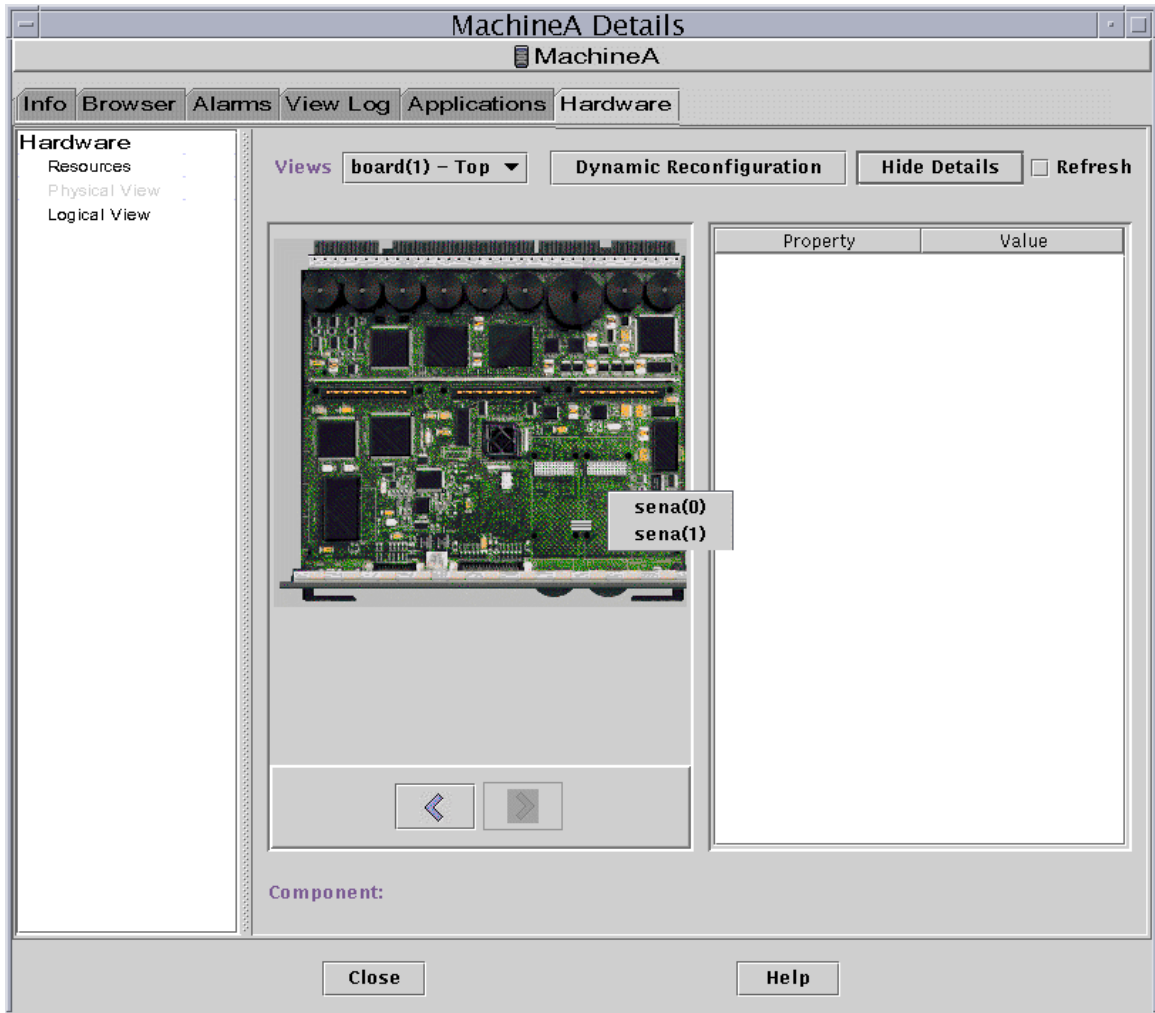 MachineA Details
MachineA
Info Browser Alarms View Log Applications Hardware
Hardware
Resources
Physical View
Logical View
Views board(1) – Top Dynamic Reconfiguration Hide Details Refresh
Property Value
sena(0)
sena(1)
Component:
Close Help